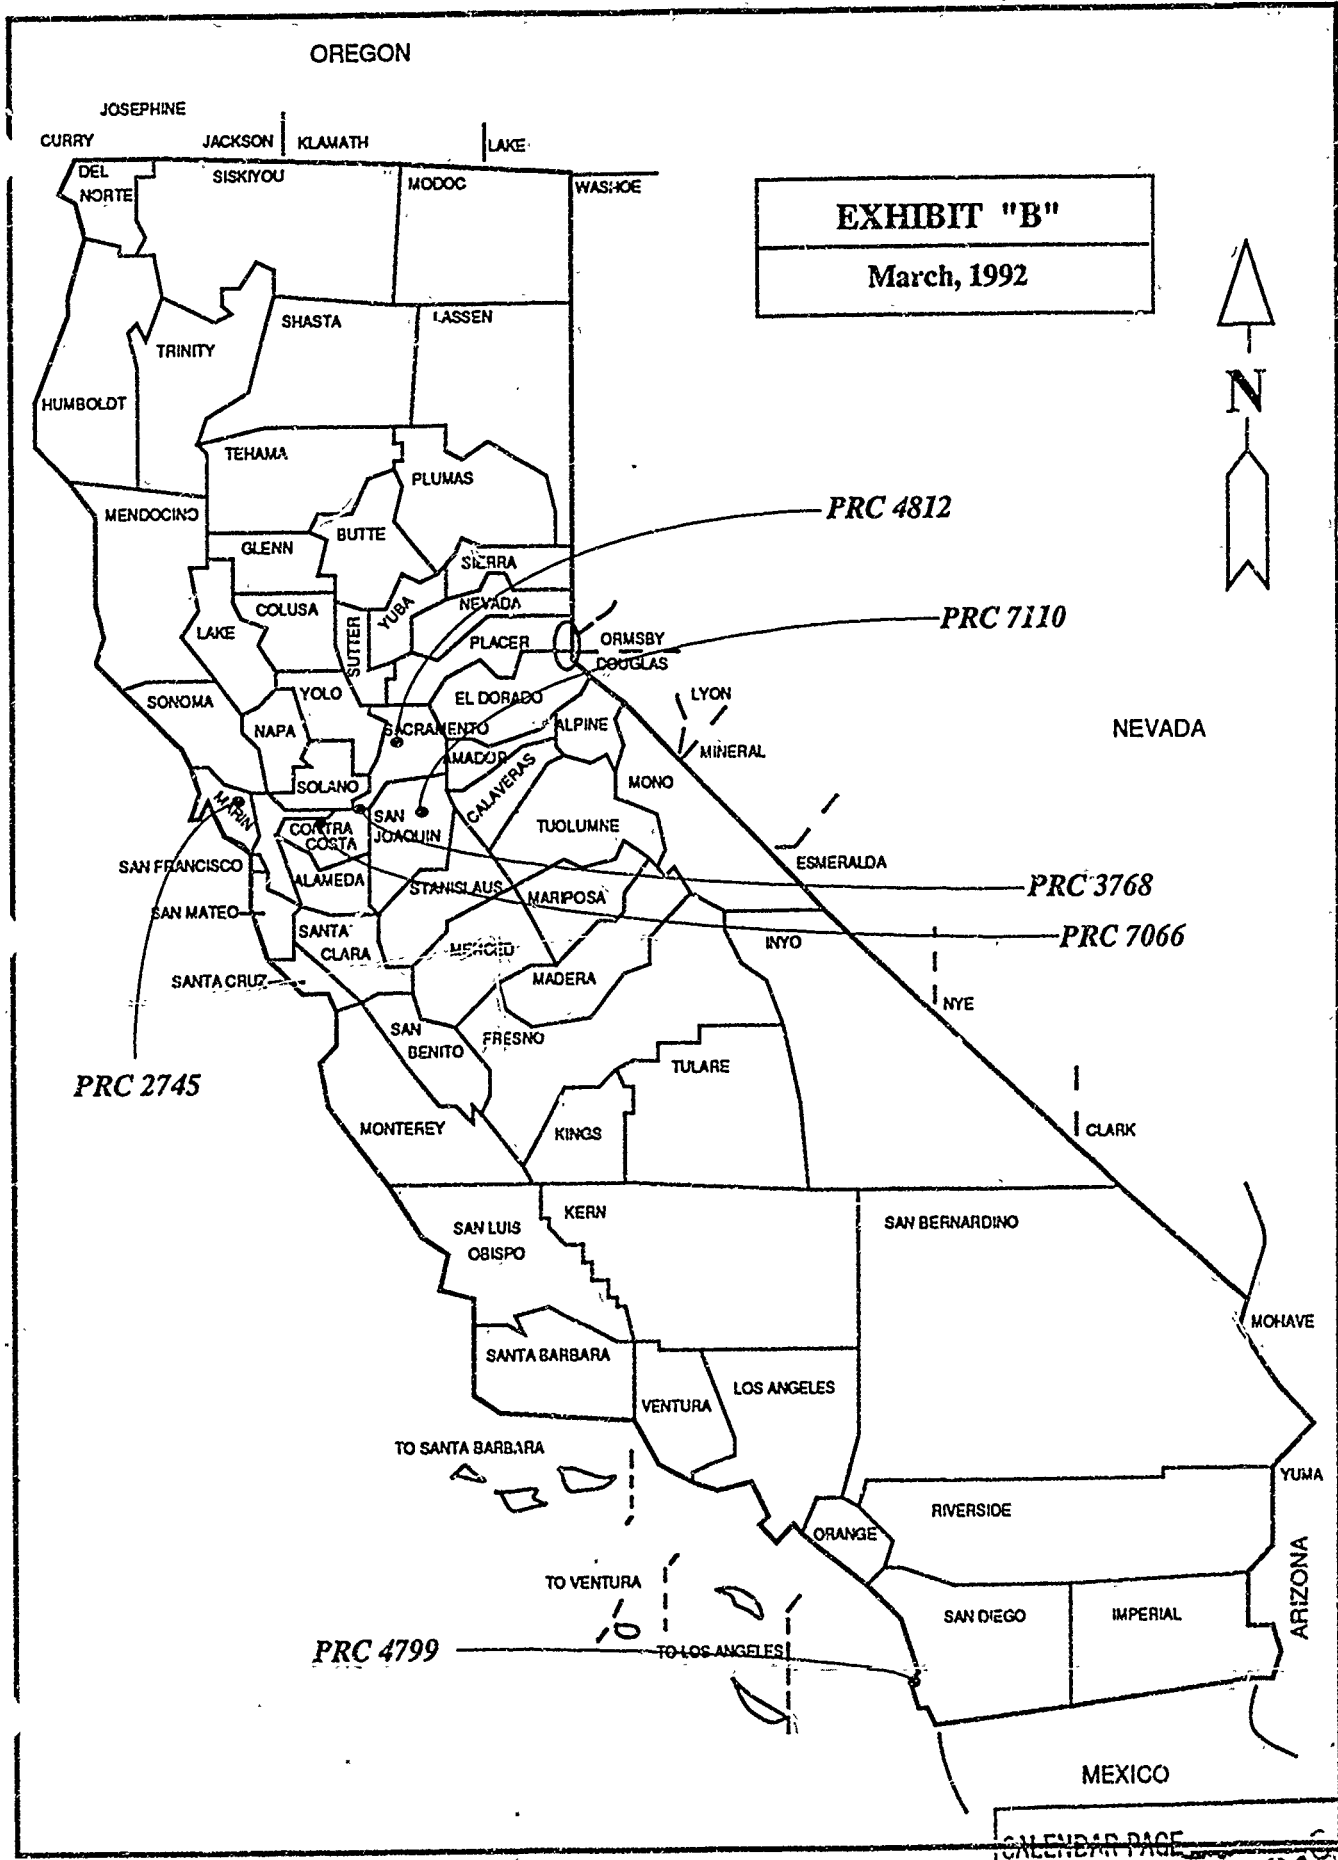 OREGON
JOSEPHINE
CURRY
JACKSON
KLAMATH
LAKE
DEL
NORTE
SISKIYOU
MODOC
WASHOE
EXHIBIT "B"
March, 1992
N
SHASTA
LASSEN
TRINITY
HUMBOLDT
TEHAMA
PLUMAS
MENDOCINO
PRC 4812
BUTTE
GLENN
SIERRA
COLUSA
YUBA
NEVADA
PRC 7110
LAKE
SUTTER
PLACER
ORMSBY
DOUGLAS
SONOMA
YOLO
EL DORADO
LYON
NAPA
SACRAMENTO
ALPINE
NEVADA
AMADOR
MINERAL
SOLANO
CALAVERAS
MONO
MARIN
SAN
JOAQUIN
CONTRA
COSTA
TUOLUMNE
SAN FRANCISCO
ESMERALDA
ALAMEDA
STANISLAUS
MARIPOSA
PRC 3768
SAN MATEO
SANTA
CLARA
MERCED
INYO
PRC 7066
SANTA CRUZ
MADERA
NYE
SAN
BENITO
FRESNO
TULARE
PRC 2745
MONTEREY
KINGS
CLARK
KERN
SAN LUIS
OBISPO
SAN BERNARDINO
MOHAVE
SANTA BARBARA
VENTURA
LOS ANGELES
TO SANTA BARBARA
YUMA
RIVERSIDE
ORANGE
ARIZONA
TO VENTURA
SAN DIEGO
IMPERIAL
PRC 4799
TO LOS ANGELES
MEXICO
CALENDAR PAGE